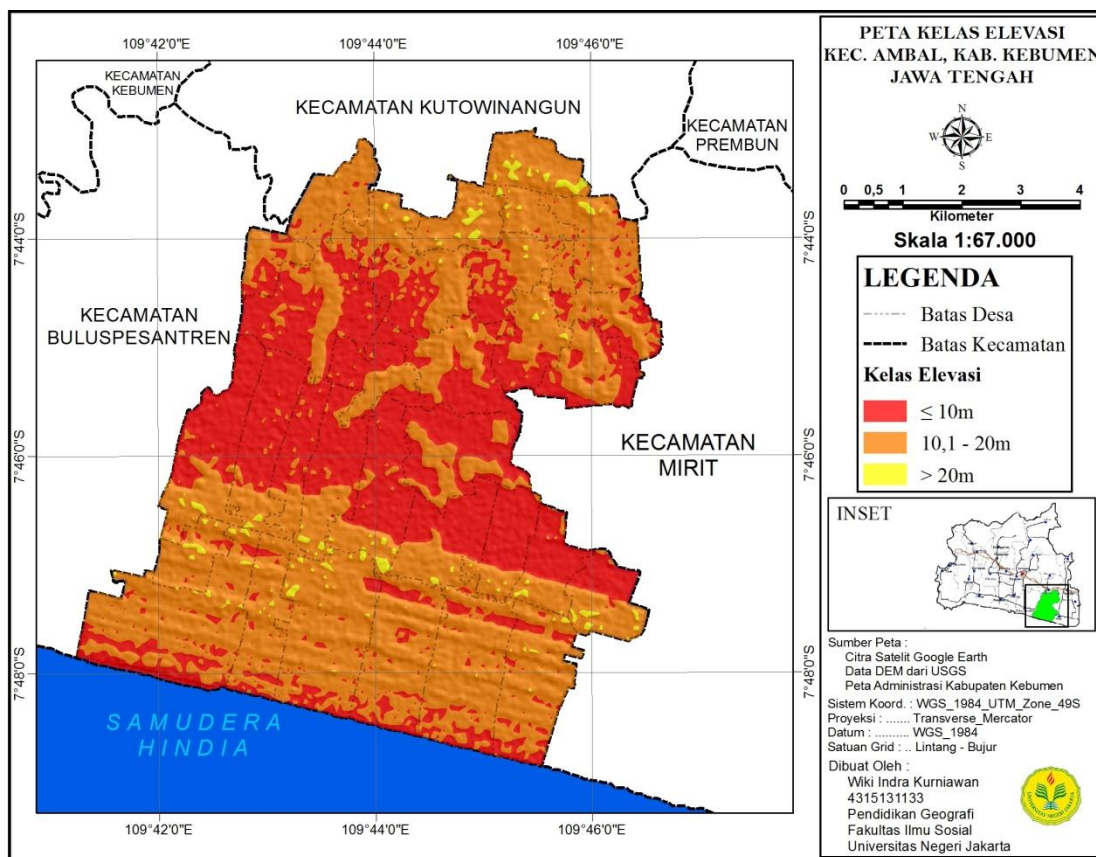 109°42'0"E 109°44'0"E 109°46'0"E
KECAMATAN
KEBUMEN
KECAMATAN KUTOWINANGUN
KECAMATAN
PREMBUN
7°44'0"S
7°44'0"S
KECAMATAN
BULUSPESANTREN
KECAMATAN
MIRIT
7°46'0"S
7°46'0"S
7°48'0"S
7°48'0"S
SAMUDERA
HINDIA
109°42'0"E 109°44'0"E 109°46'0"E
PETA KELAS ELEVASI
KEC. AMBAL, KAB. KEBUMEN
JAWA TENGAH
N
W E
S
0 0,5 1 2 3 4
Kilometer
Skala 1:67.000
LEGENDA
Batas Desa
Batas Kecamatan
Kelas Elevasi
≤ 10m
10,1 - 20m
> 20m
INSET
Sumber Peta :
Citra Satelit Google Earth
Data DEM dari USGS
Peta Administrasi Kabupaten Kebumen
Sistem Koord. : WGS_1984_UTM_Zone_49S
Proyeksi : ....... Transverse_Mercator
Datum : .......... WGS_1984
Satuan Grid : .. Lintang - Bujur
Dibuat Oleh :
Wiki Indra Kurniawan
4315131133
Pendidikan Geografi
Fakultas Ilmu Sosial
Universitas Negeri Jakarta
UNIVERSITAS NEGERI JAKARTA